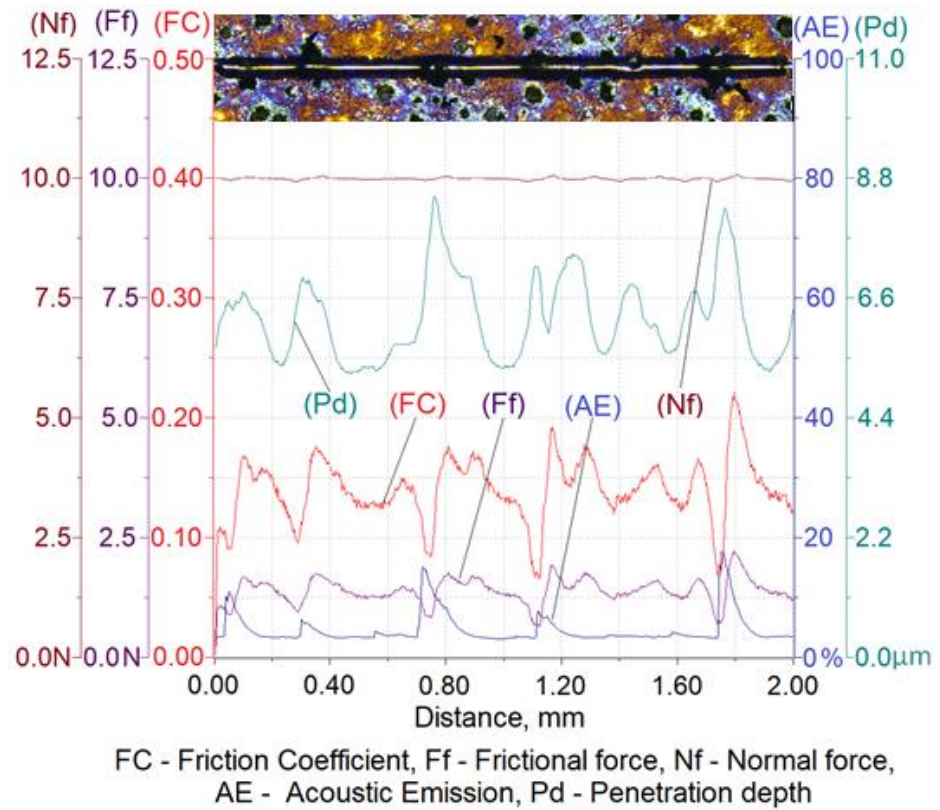 (Nf) (Ff) (FC) (AE) (Pd)
12.5 12.5 0.50 100 11.0
10.0 10.0 0.40 80 8.8
7.5 7.5 0.30 60 6.6
(Pd) (FC) (Ff) (AE) (Nf)
5.0 5.0 0.20 40 4.4
2.5 2.5 0.10 20 2.2
0.0N 0.0N 0.00 0% 0.0µm
0.00 0.40 0.80 1.20 1.60 2.00
Distance, mm
FC - Friction Coefficient, Ff - Frictional force, Nf - Normal force,
AE - Acoustic Emission, Pd - Penetration depth